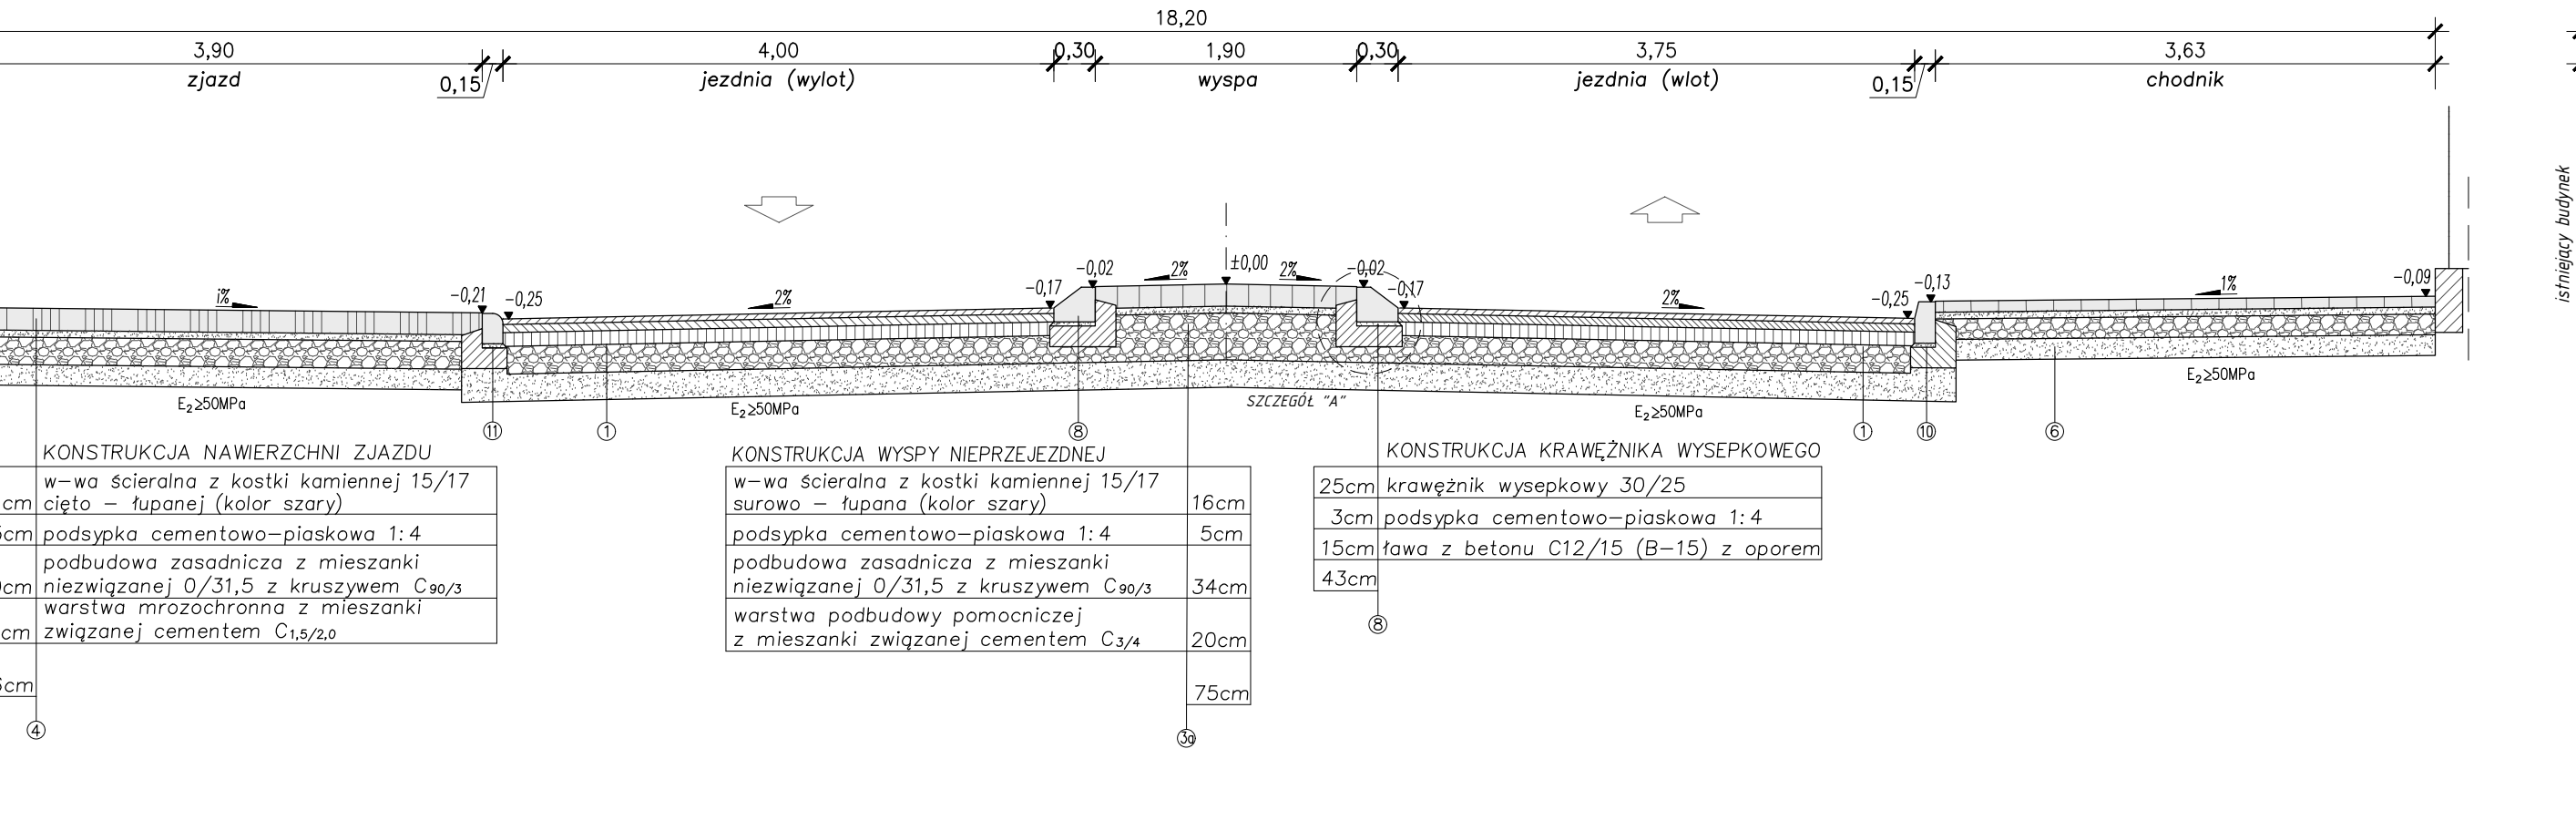 18,20
3,90 4,00 0,30 1,90 0,30 3,75 3,63
zjazd 0,15 jezdnia (wylot) wyspa jezdnia (wlot) 0,15 chodnik
istniejący budynek
i% -0,21 -0,25 2% -0,17 -0,02 2% ±0,00 2% -0,02 -0,17 2% -0,25 -0,13 1% -0,09
E2≥50MPa E2≥50MPa SZCZEGÓŁ "A" E2≥50MPa E2≥50MPa
11 1 8 1 10 6
KONSTRUKCJA NAWIERZCHNI ZJAZDU
w-wa ścieralna z kostki kamiennej 15/17
cm cięto - łupanej (kolor szary)
cm podsypka cementowo-piaskowa 1:4
podbudowa zasadnicza z mieszanki
cm niezwiązanej 0/31,5 z kruszywem C90/3
warstwa mrozochronna z mieszanki
cm związanej cementem C1,5/2,0
cm
4
KONSTRUKCJA WYSPY NIEPRZEJEZDNEJ
w-wa ścieralna z kostki kamiennej 15/17
surowo - łupana (kolor szary) 16cm
podsypka cementowo-piaskowa 1:4 5cm
podbudowa zasadnicza z mieszanki
niezwiązanej 0/31,5 z kruszywem C90/3 34cm
warstwa podbudowy pomocniczej
z mieszanki związanej cementem C3/4 20cm
75cm
3a
KONSTRUKCJA KRAWĘŻNIKA WYSEPKOWEGO
25cm krawężnik wysepkowy 30/25
3cm podsypka cementowo-piaskowa 1:4
15cm ława z betonu C12/15 (B-15) z oporem
43cm
8